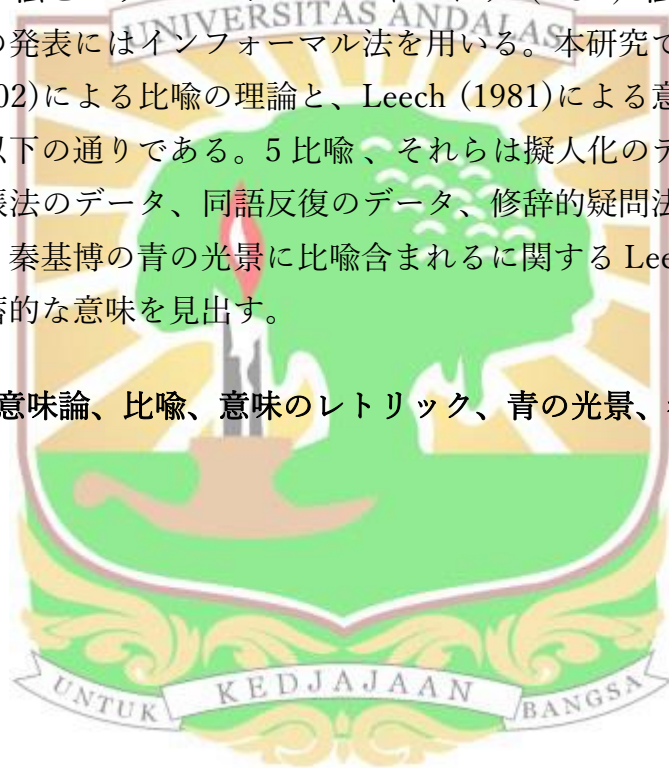 UNIVERSITAS ANDALAS
の発表にはインフォーマル法を用いる。本研究で
02)による比喩の理論と、Leech (1981)による意
以下の通りである。5 比喩 、それらは擬人化のデ
張法のデータ、同語反復のデータ、修辞的疑問法
秦基博の青の光景に比喩含まれるに関する Lee
的な意味を見出す。
意味論、比喩、意味のレトリック、青の光景、
UNTUK KEDJAJAAN BANGSA